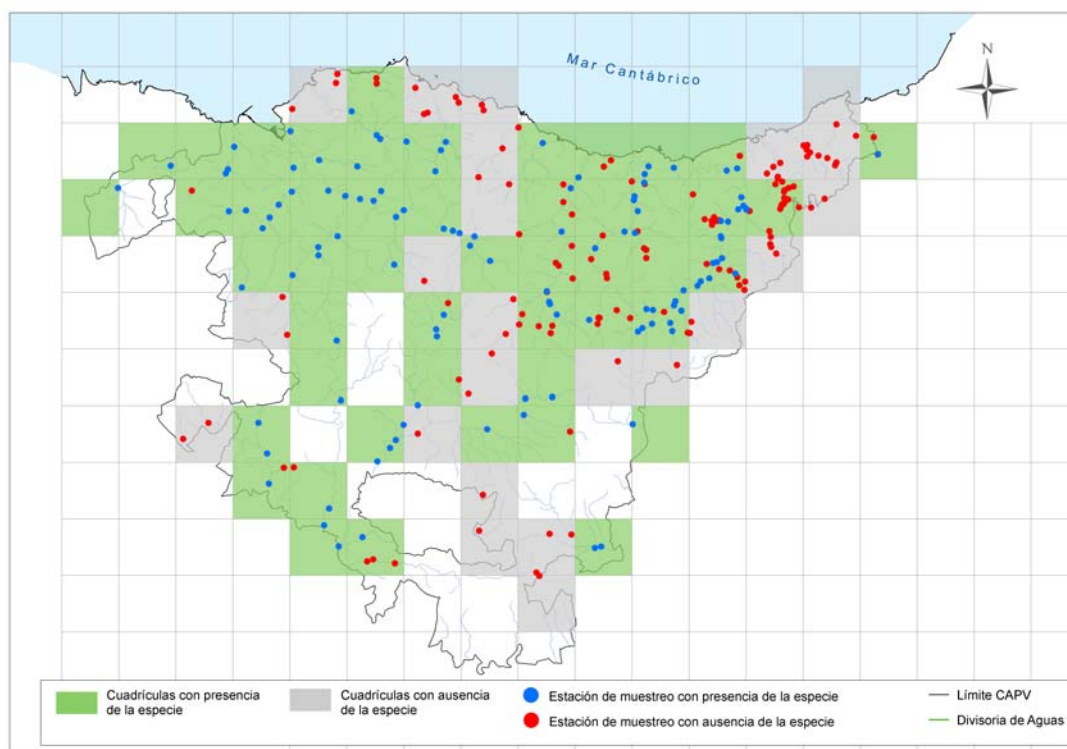 Mar Cantábrico
N
Cuadrículas con presencia
de la especie
Cuadrículas con ausencia
de la especie
Estación de muestreo con presencia de la especie
Estación de muestreo con ausencia de la especie
Límite CAPV
Divisoria de Aguas